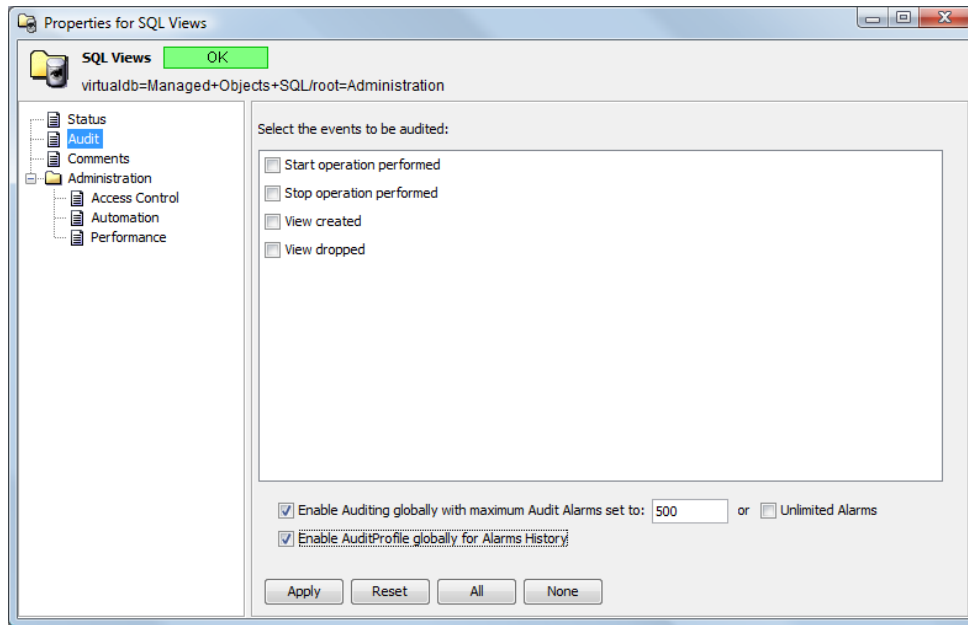 Properties for SQL Views
SQL Views OK
virtualdb=Managed+Objects+SQL/root=Administration
Status
Audit
Comments
Administration
Access Control
Automation
Performance
Select the events to be audited:
Start operation performed
Stop operation performed
View created
View dropped
Enable Auditing globally with maximum Audit Alarms set to: 500 or Unlimited Alarms
Enable AuditProfile globally for Alarms History
Apply Reset All None